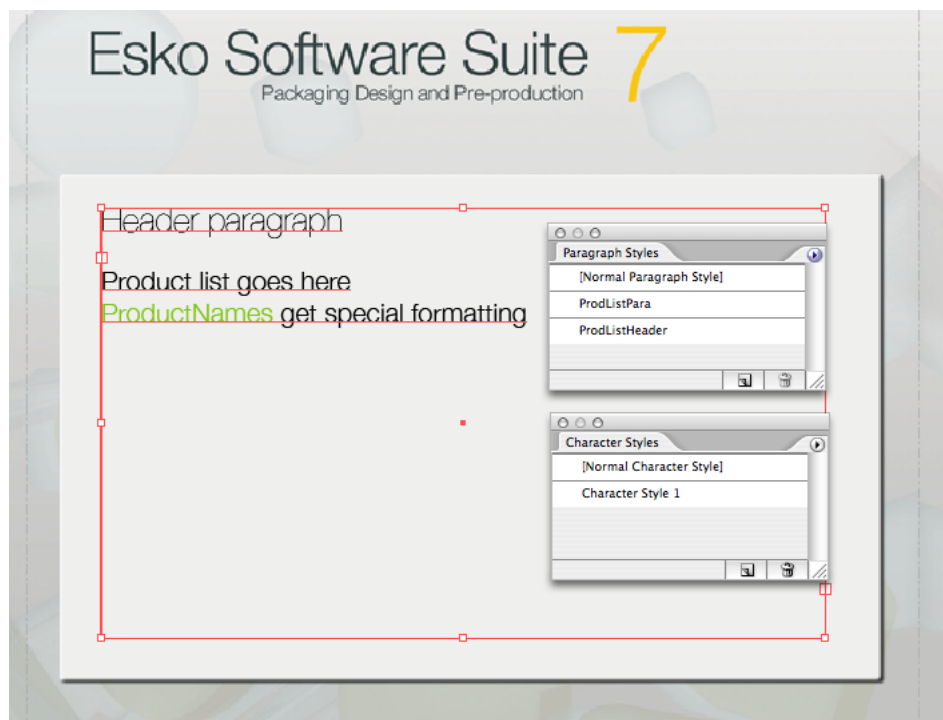 Esko Software Suite 7
Packaging Design and Pre-production
Header paragraph
Product list goes here
ProductNames get special formatting
Paragraph Styles
[Normal Paragraph Style]
ProdListPara
ProdListHeader
Character Styles
[Normal Character Style]
Character Style 1